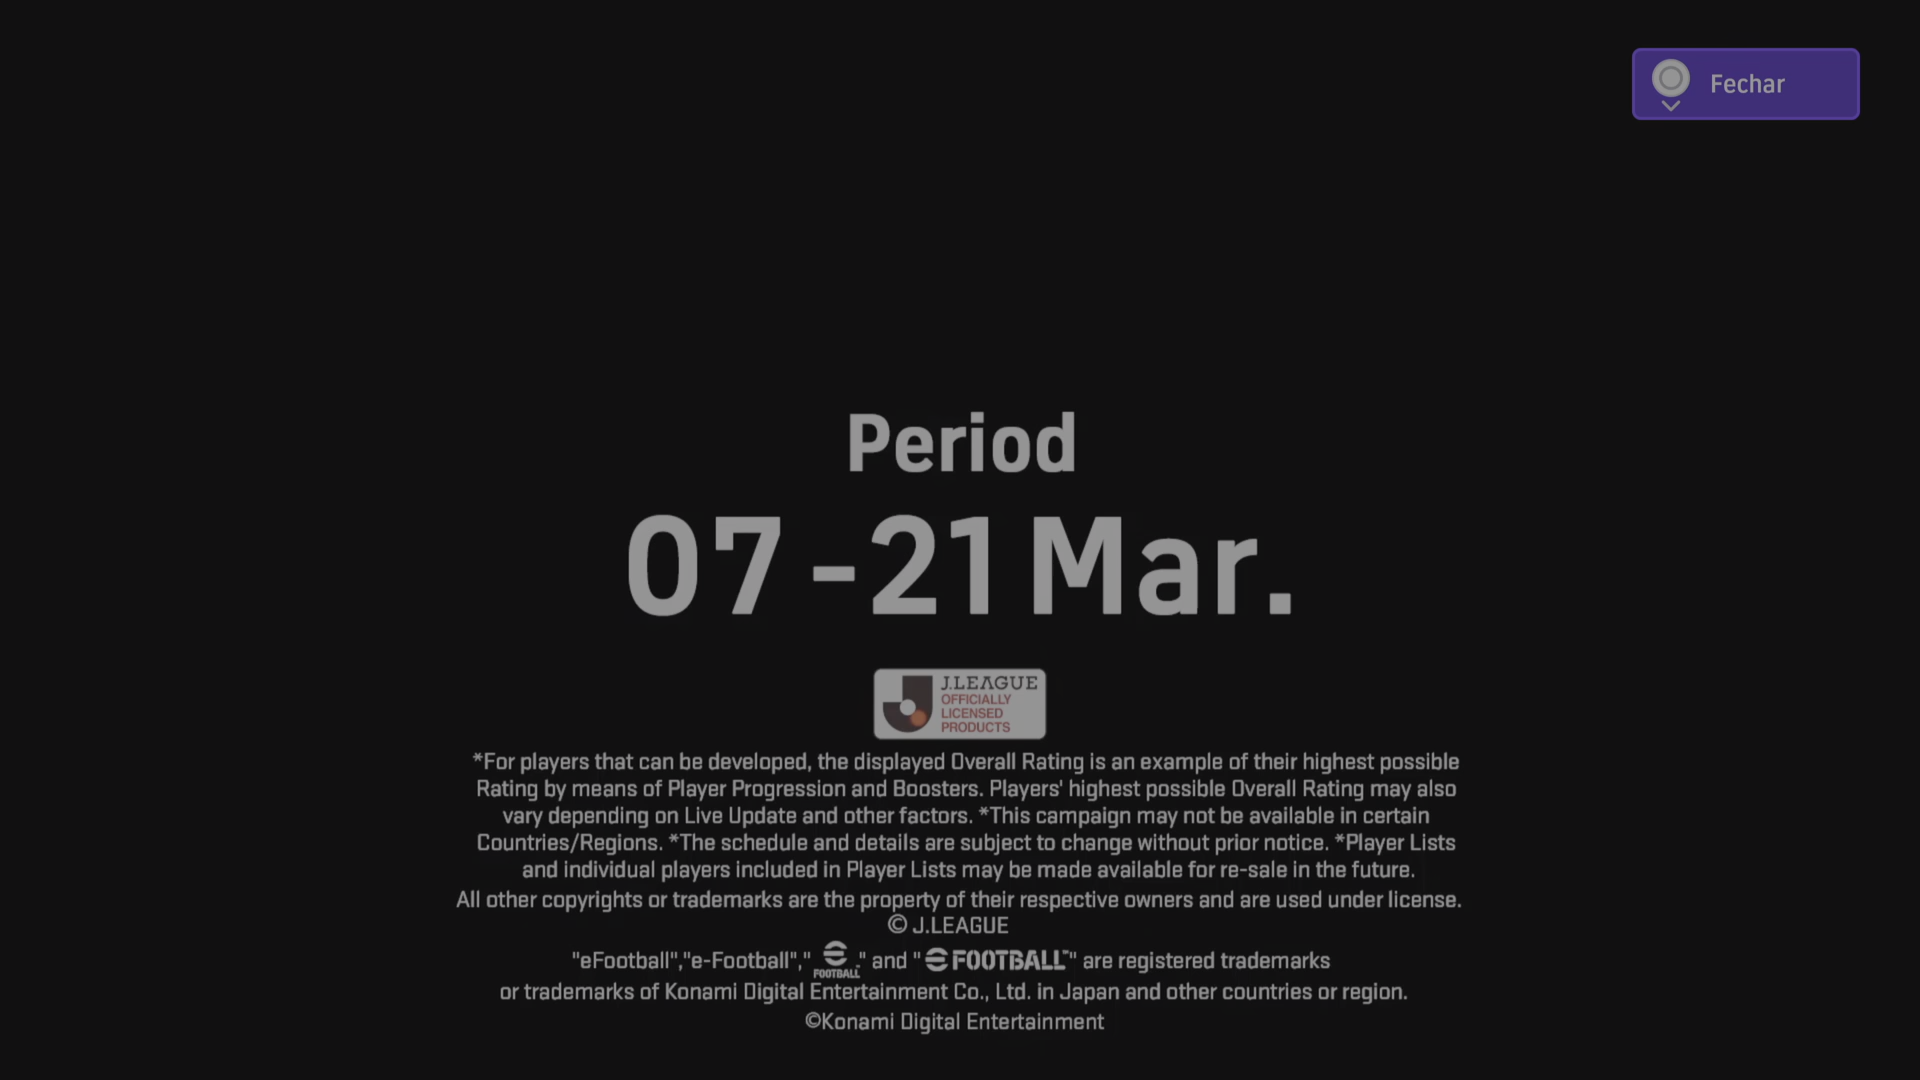 Fechar
Period
07 - 21 Mar.
J.LEAGUE
OFFICIALLY
LICENSED
PRODUCTS
*For players that can be developed, the displayed Overall Rating is an example of their highest possible
Rating by means of Player Progression and Boosters. Players' highest possible Overall Rating may also
vary depending on Live Update and other factors. *This campaign may not be available in certain
Countries/Regions. *The schedule and details are subject to change without prior notice. *Player Lists
and individual players included in Player Lists may be made available for re-sale in the future.
All other copyrights or trademarks are the property of their respective owners and are used under license.
© J.LEAGUE
"eFootball","e-Football"," e FOOTBALL" and "eFOOTBALL™" are registered trademarks
or trademarks of Konami Digital Entertainment Co., Ltd. in Japan and other countries or region.
©Konami Digital Entertainment